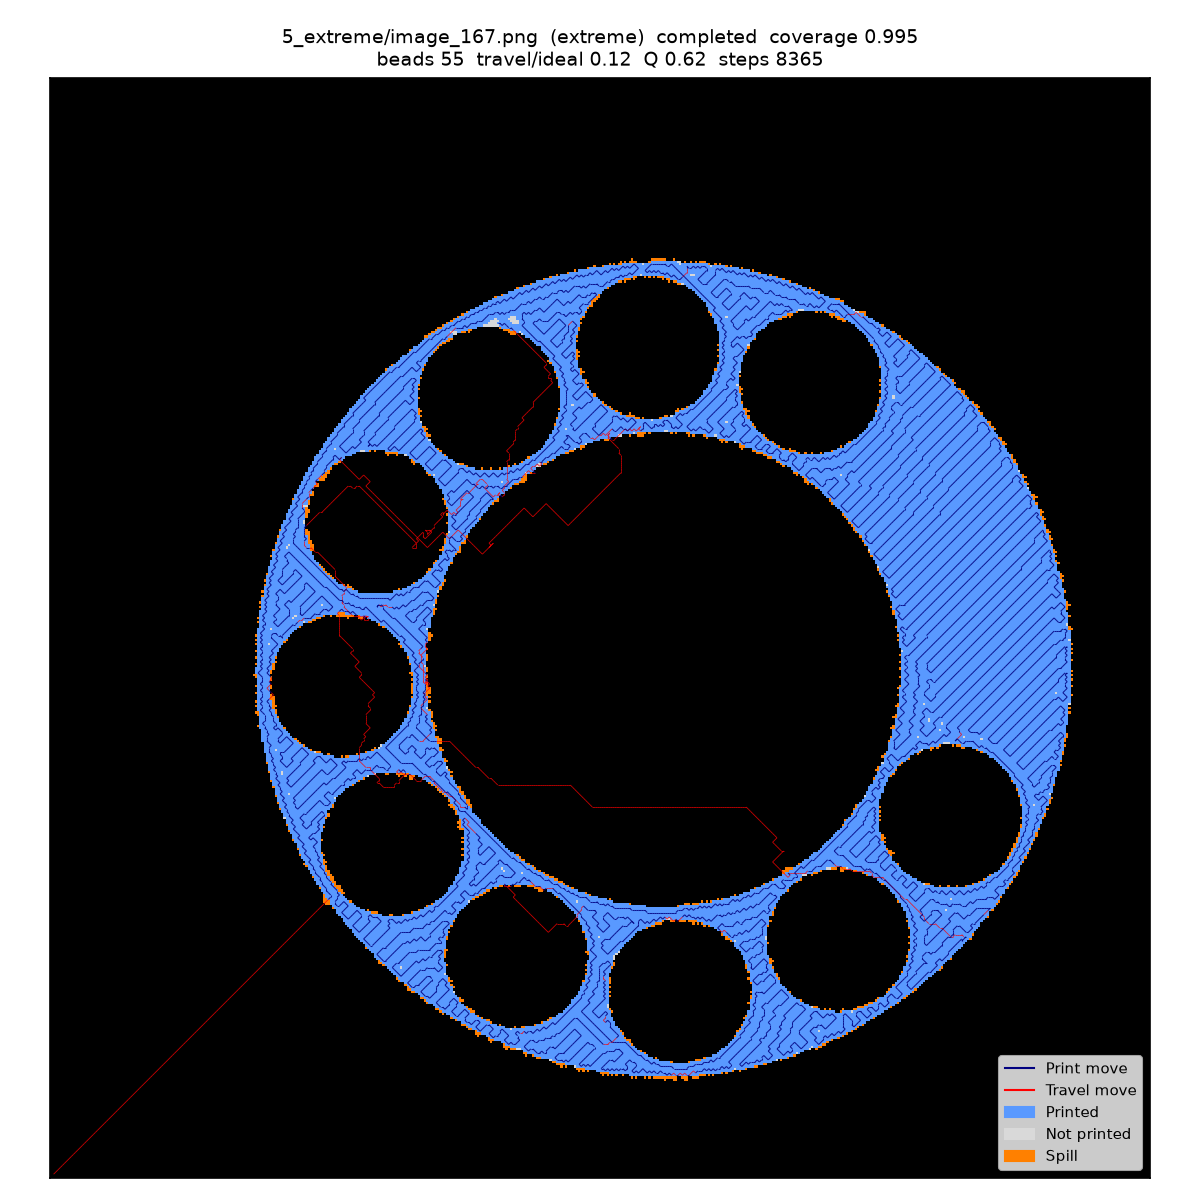 5_extreme/image_167.png  (extreme)  completed  coverage 0.995
beads 55  travel/ideal 0.12  Q 0.62  steps 8365
Print move
Travel move
Printed
Not printed
Spill